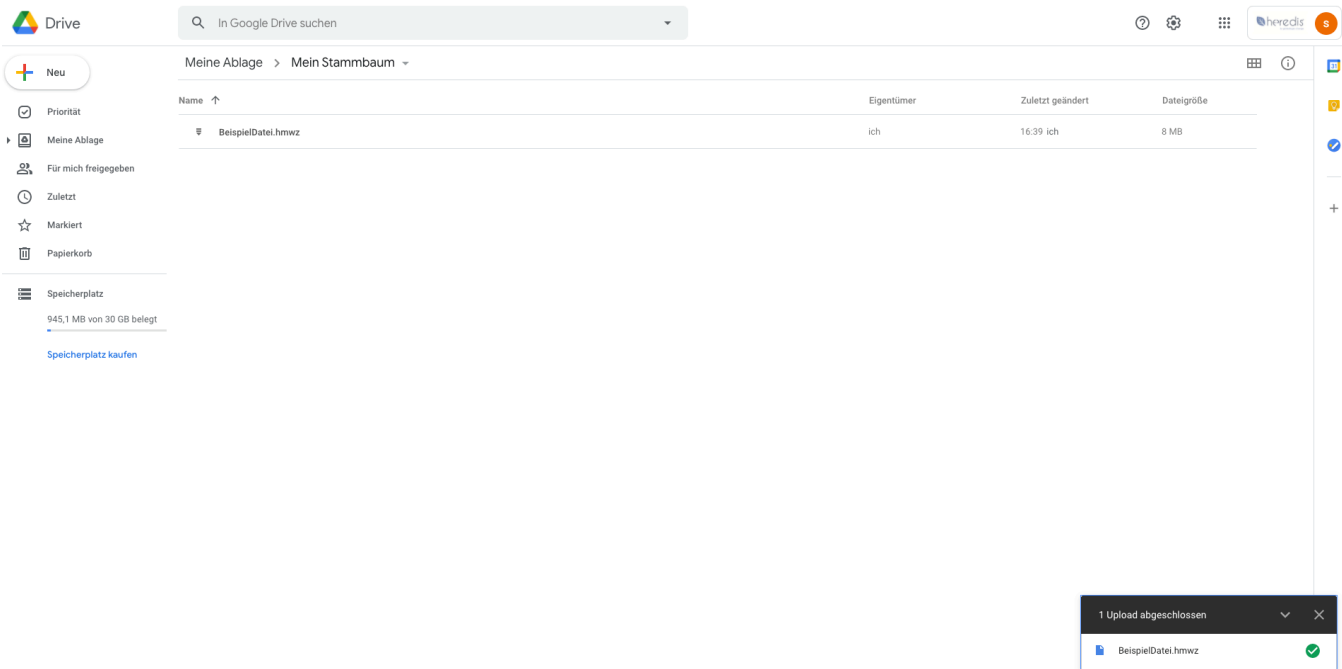 Drive
In Google Drive suchen
heredis
S
Neu
Meine Ablage > Mein Stammbaum
31
Name
Eigentümer
Zuletzt geändert
Dateigröße
Priorität
BeispielDatei.hmwz
ich
16:39 ich
8 MB
Meine Ablage
Für mich freigegeben
Zuletzt
Markiert
Papierkorb
Speicherplatz
945,1 MB von 30 GB belegt
Speicherplatz kaufen
1 Upload abgeschlossen
BeispielDatei.hmwz